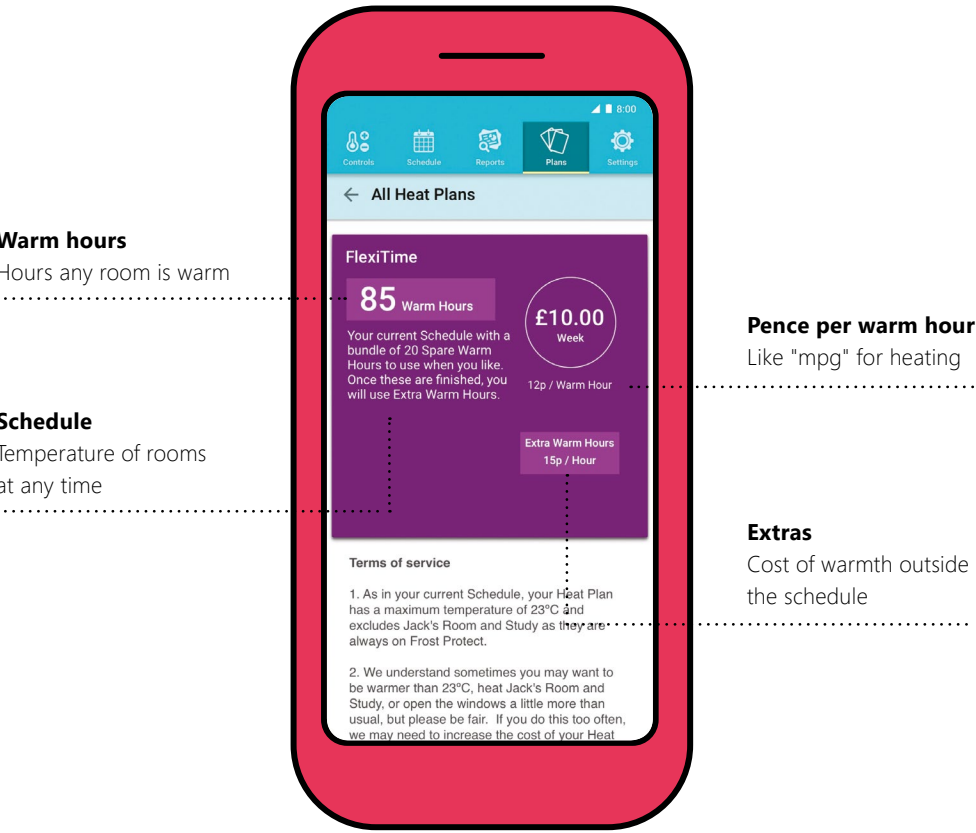 8:00
Controls
Schedule
Reports
Plans
Settings
← All Heat Plans
FlexiTime
85 Warm Hours
Your current Schedule with a
bundle of 20 Spare Warm
Hours to use when you like.
Once these are finished, you
will use Extra Warm Hours.
£10.00
Week
12p / Warm Hour
Extra Warm Hours
15p / Hour
Terms of service
1. As in your current Schedule, your Heat Plan
has a maximum temperature of 23°C and
excludes Jack's Room and Study as they are
always on Frost Protect.
2. We understand sometimes you may want to
be warmer than 23°C, heat Jack's Room and
Study, or open the windows a little more than
usual, but please be fair. If you do this too often,
we may need to increase the cost of your Heat
Warm hours
Hours any room is warm
Schedule
Temperature of rooms
at any time
Pence per warm hour
Like "mpg" for heating
Extras
Cost of warmth outside
the schedule